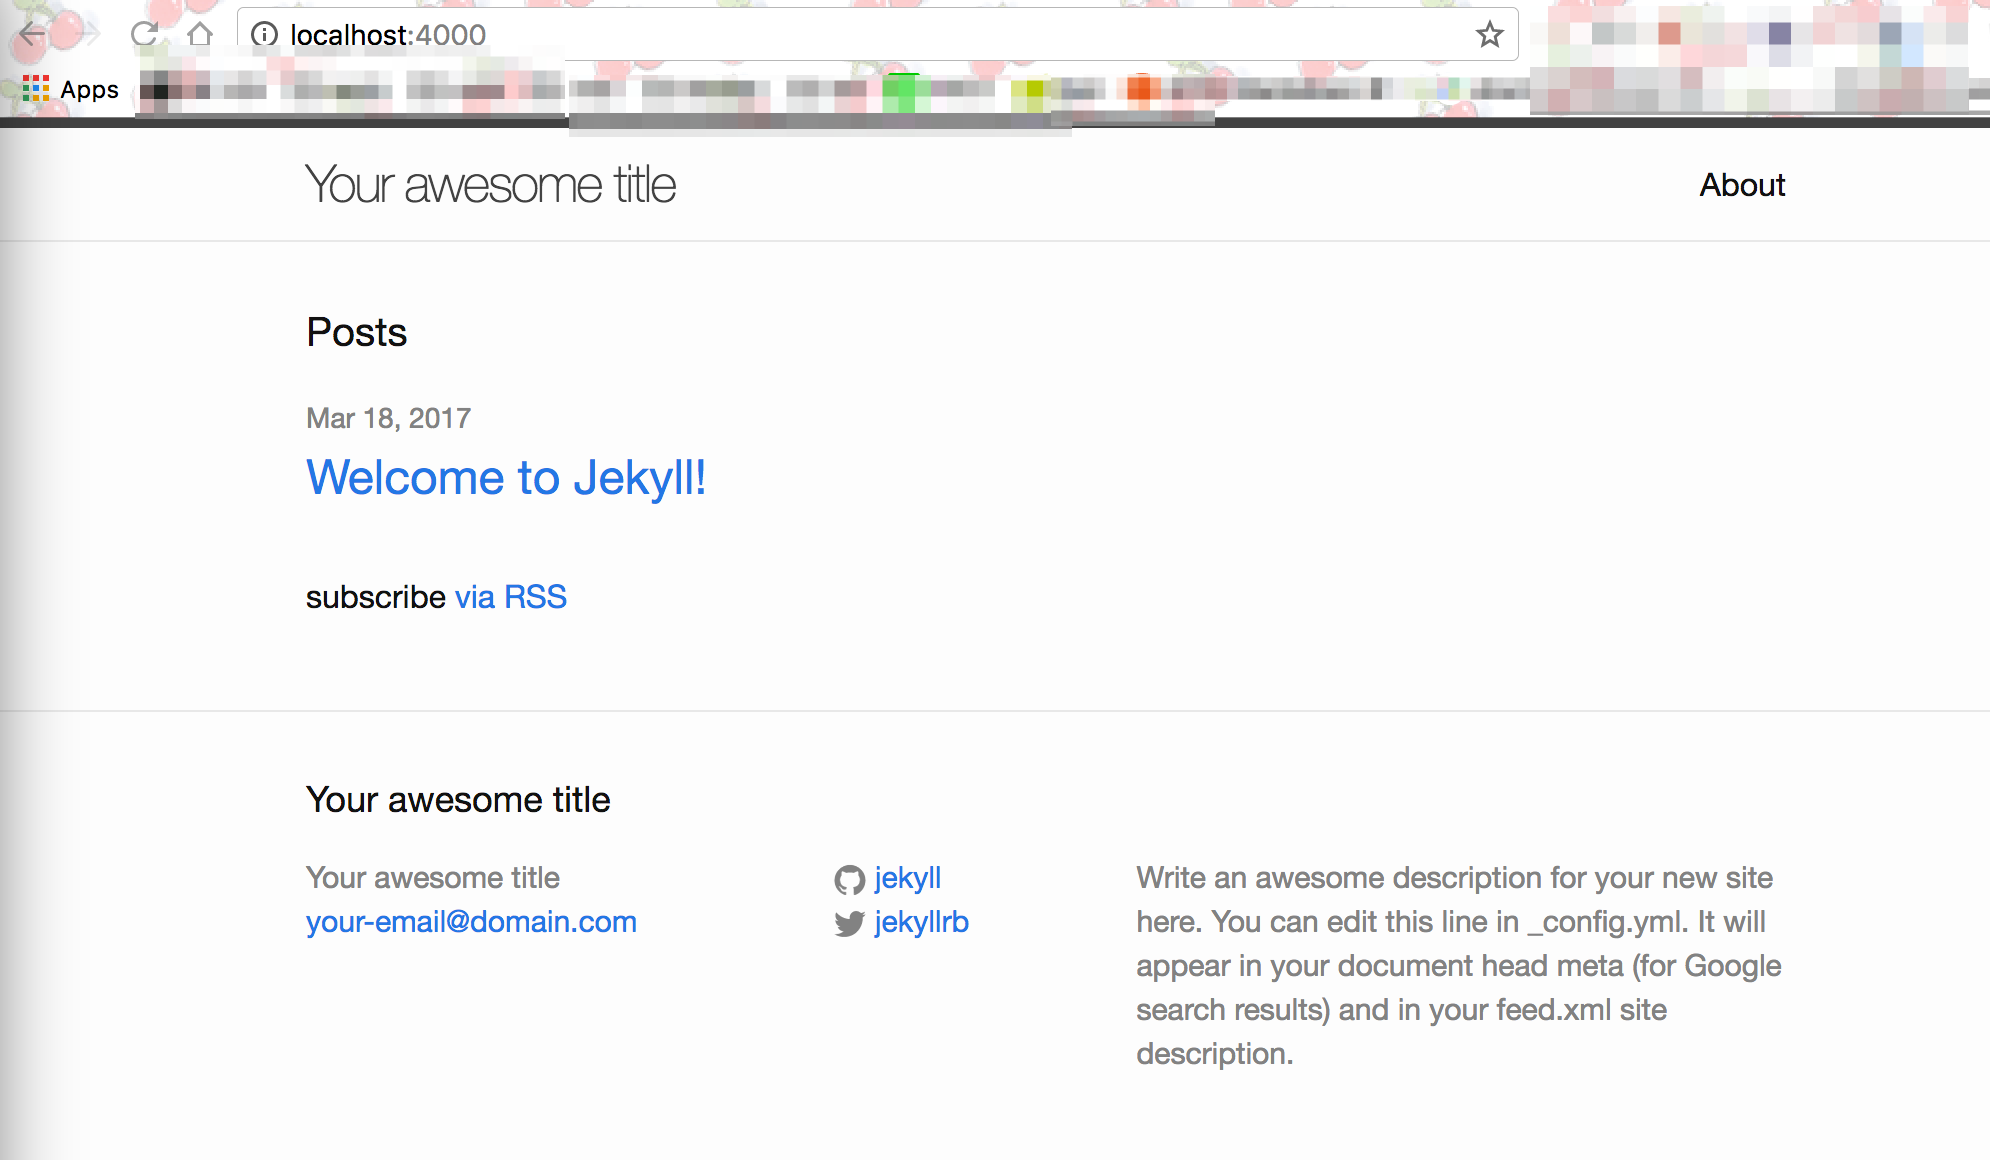 localhost:4000
Apps
Your awesome title
About
Posts
Mar 18, 2017
Welcome to Jekyll!
subscribe via RSS
Your awesome title
Your awesome title
your-email@domain.com
jekyll
jekyllrb
Write an awesome description for your new site
here. You can edit this line in _config.yml. It will
appear in your document head meta (for Google
search results) and in your feed.xml site
description.